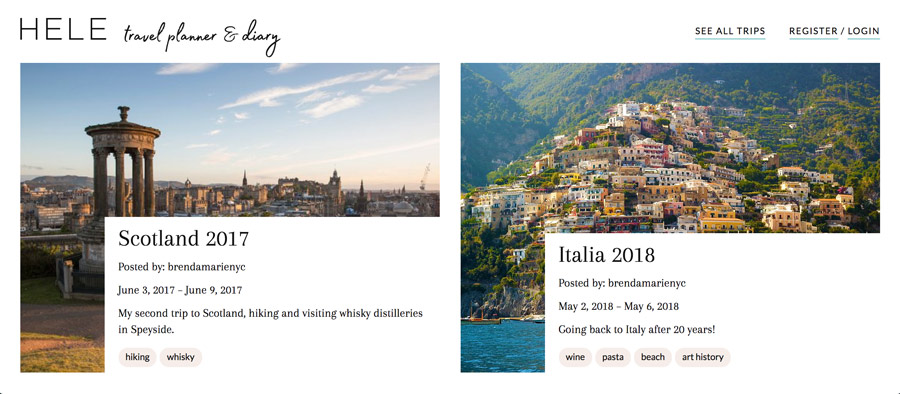 HELE travel planner & diary
SEE ALL TRIPS REGISTER / LOGIN
Scotland 2017
Posted by: brendamarienyc
June 3, 2017 – June 9, 2017
My second trip to Scotland, hiking and visiting whisky distilleries
in Speyside.
hiking whisky
Italia 2018
Posted by: brendamarienyc
May 2, 2018 – May 6, 2018
Going back to Italy after 20 years!
wine pasta beach art history